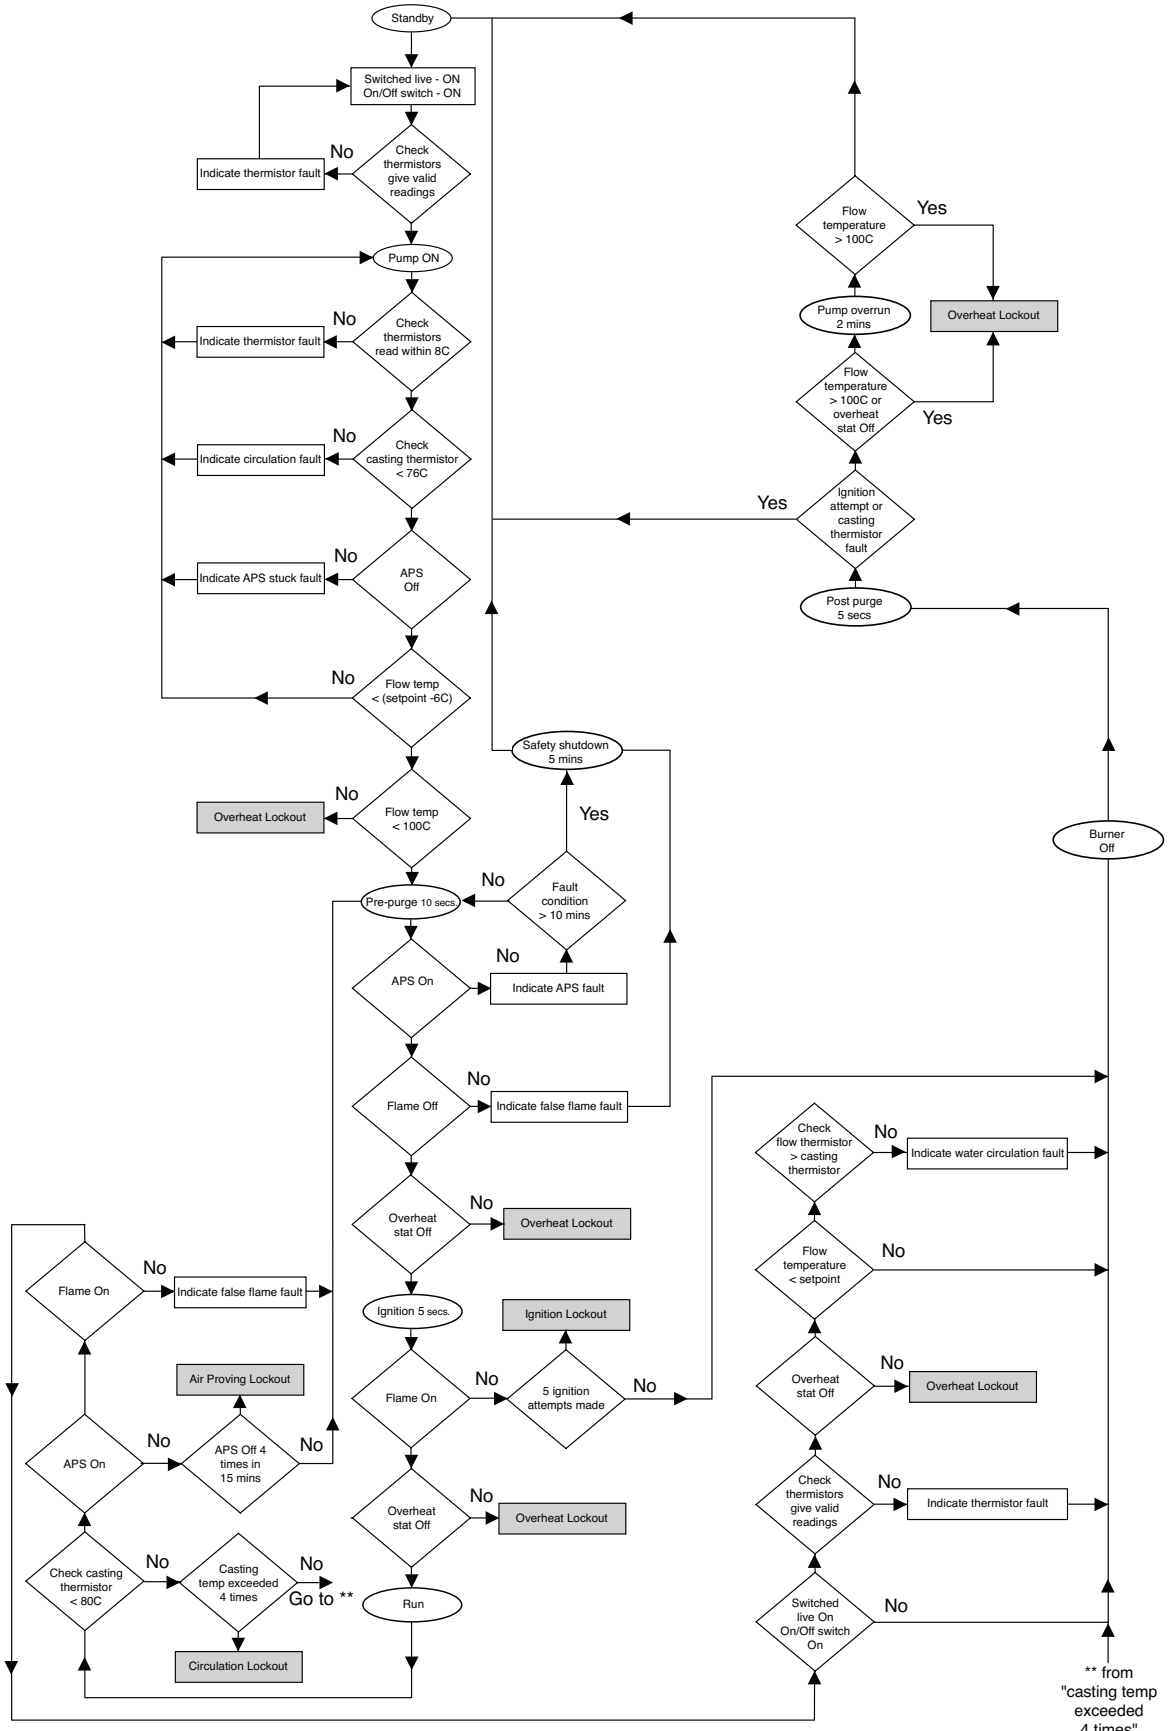 Standby
Switched live - ON
On/Off switch - ON
No
Check
thermistors
give valid
readings
Indicate thermistor fault
Pump ON
No
Check
thermistors
read within 8C
Indicate thermistor fault
No
Check
casting thermistor
< 76C
Indicate circulation fault
No
APS
Off
Indicate APS stuck fault
No
Flow temp
< (setpoint -6C)
No
Flow temp
< 100C
Overheat Lockout
Safety shutdown
5 mins
Yes
Fault
condition
> 10 mins
No
Pre-purge 10 secs.
No
APS On
Indicate APS fault
No
Flame Off
Indicate false flame fault
No
Overheat
stat Off
Overheat Lockout
Ignition 5 secs.
Ignition Lockout
No
Flame On
5 ignition
attempts made
No
No
Overheat
stat Off
Overheat Lockout
Run
No
Flame On
Indicate false flame fault
Air Proving Lockout
No
APS On
APS Off 4
times in
15 mins
No
No
Check casting
thermistor
< 80C
Casting
temp exceeded
4 times
No
Go to **
Circulation Lockout
Flow
temperature
> 100C
Yes
Pump overrun
2 mins
Overheat Lockout
Flow
temperature
> 100C or
overheat
stat Off
Yes
Yes
Ignition
attempt or
casting
thermistor
fault
Post purge
5 secs
Burner
Off
Check
flow thermistor
> casting
thermistor
No
Indicate water circulation fault
Flow
temperature
< setpoint
No
Overheat
stat Off
No
Overheat Lockout
Check
thermistors
give valid
readings
No
Indicate thermistor fault
Switched
live On
On/Off switch
On
No
** from
"casting temp
exceeded
4 times"